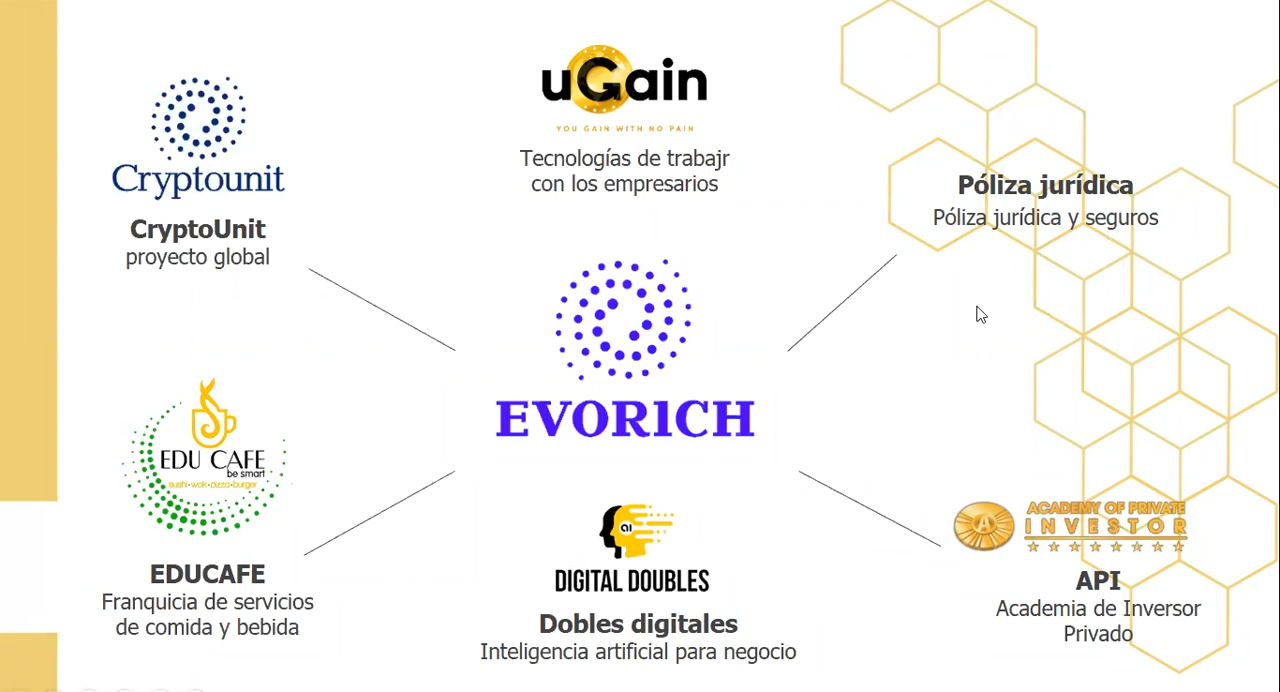 Cryptounit
CryptoUnit
proyecto global
uGain
YOU GAIN WITH NO PAIN
Tecnologías de trabajr
con los empresarios
Póliza jurídica
Póliza jurídica y seguros
EVORICH
EDU CAFE
be smart
sushi•wok•pizza•burger
EDUCAFE
Franquicia de servicios
de comida y bebida
ai
DIGITAL DOUBLES
Dobles digitales
Inteligencia artificial para negocio
A
ACADEMY OF PRIVATE
INVESTOR
API
Academia de Inversor
Privado